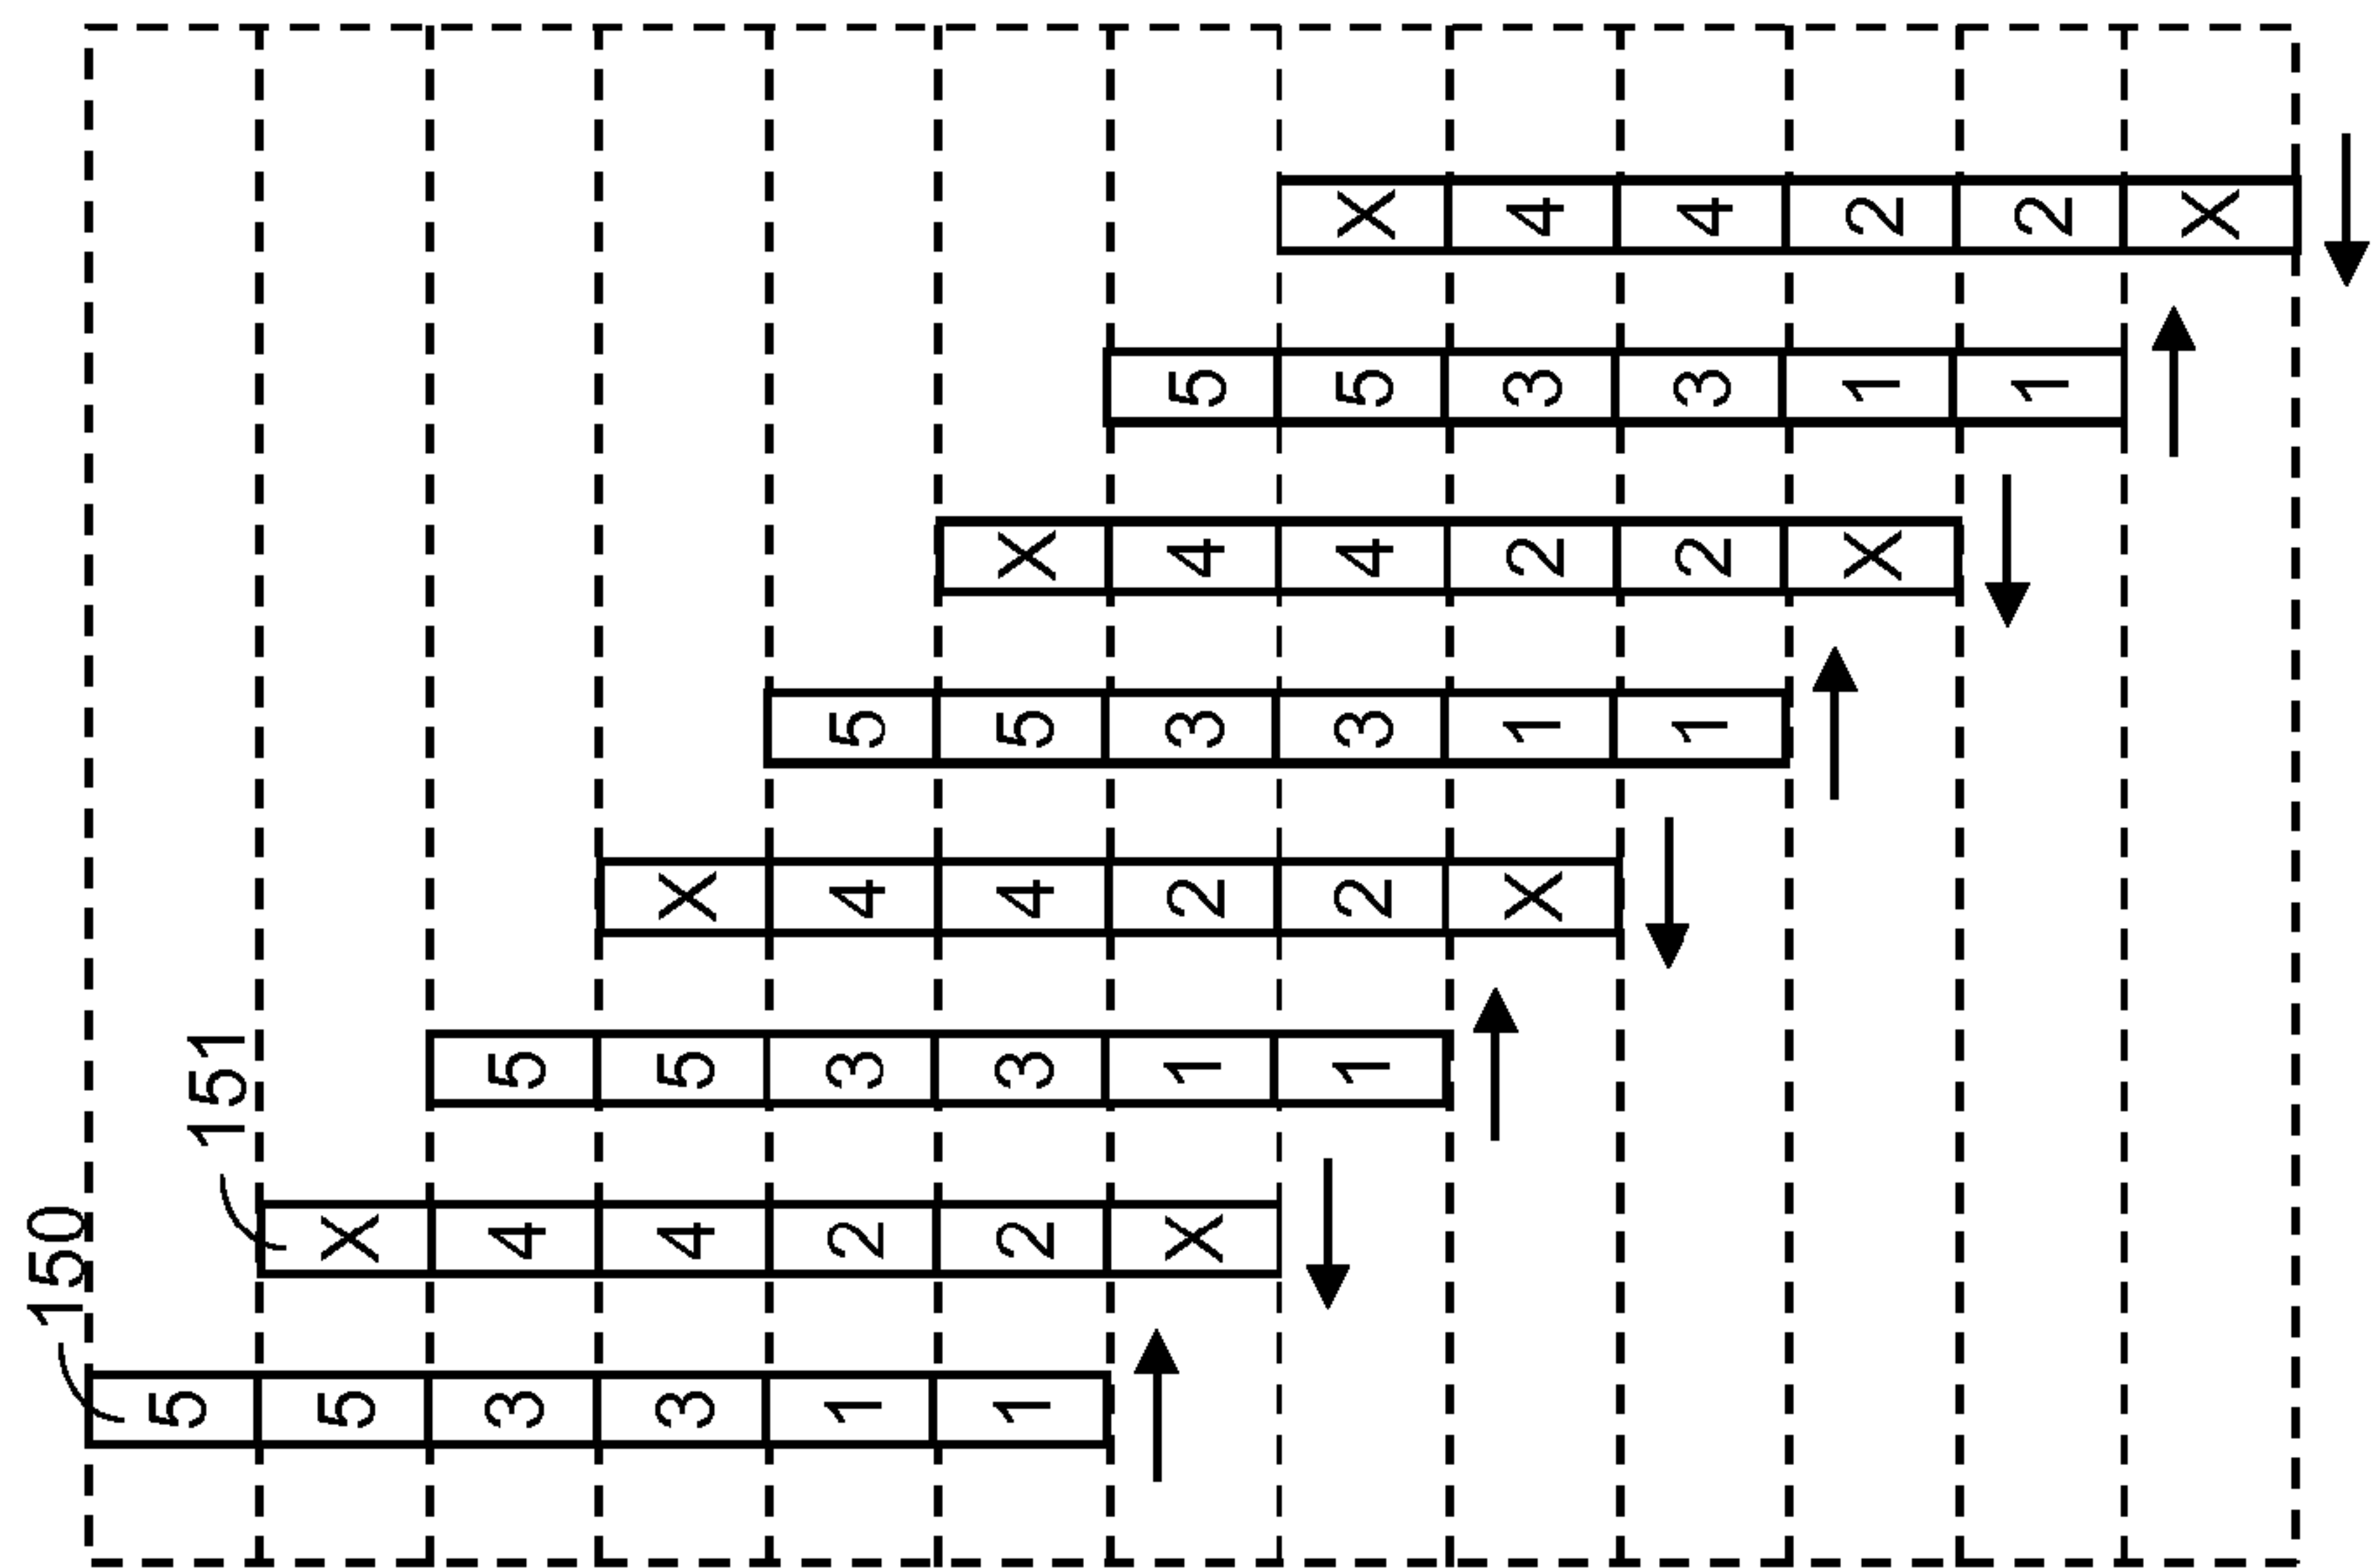 150
5 151
5 X
3 4 5
3 4 5 X
1 2 3 4 5
1 2 3 4 5 X
X 1 2 3 4 5
1 2 3 4 5 X
X 1 2 3 4
1 2 3 4
X 1 2
1 2
X